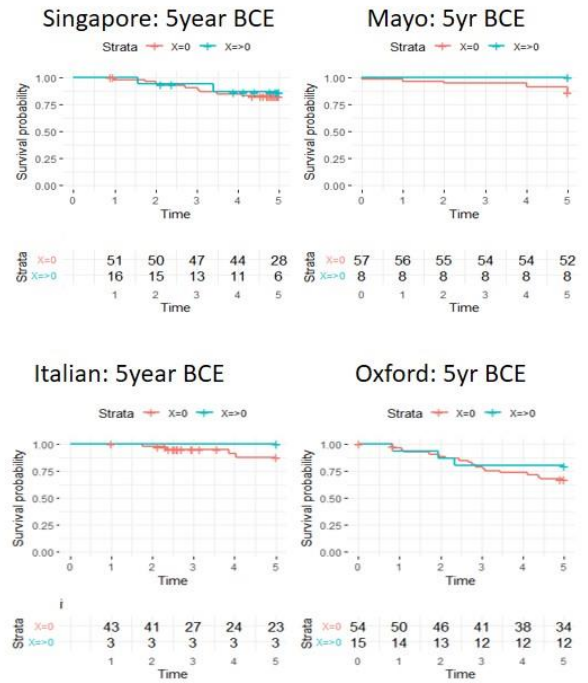 Singapore: 5year BCE
Strata X=0 X=>0
Survival probability
1.00
0.75
0.50
0.25
0.00
0 1 2 3 4 5
Time
Strata
X=0 51 50 47 44 28
X=>0 16 15 13 11 6
1 2 3 4 5
Time
Mayo: 5yr BCE
Strata X=0 X=>0
Survival probability
1.00
0.75
0.50
0.25
0.00
0 1 2 3 4 5
Time
Strata
X=0 57 56 55 54 54 52
X=>0 8 8 8 8 8 8
0 1 2 3 4 5
Time
Italian: 5year BCE
Strata X=0 X=>0
Survival probability
1.00
0.75
0.50
0.25
0.00
0 1 2 3 4 5
Time
i
Strata
X=0 43 41 27 24 23
X=>0 3 3 3 3 3
1 2 3 4 5
Time
Oxford: 5yr BCE
Strata X=0 X=>0
Survival probability
1.00
0.75
0.50
0.25
0.00
0 1 2 3 4 5
Time
Strata
X=0 54 50 46 41 38 34
X=>0 15 14 13 12 12 12
0 1 2 3 4 5
Time